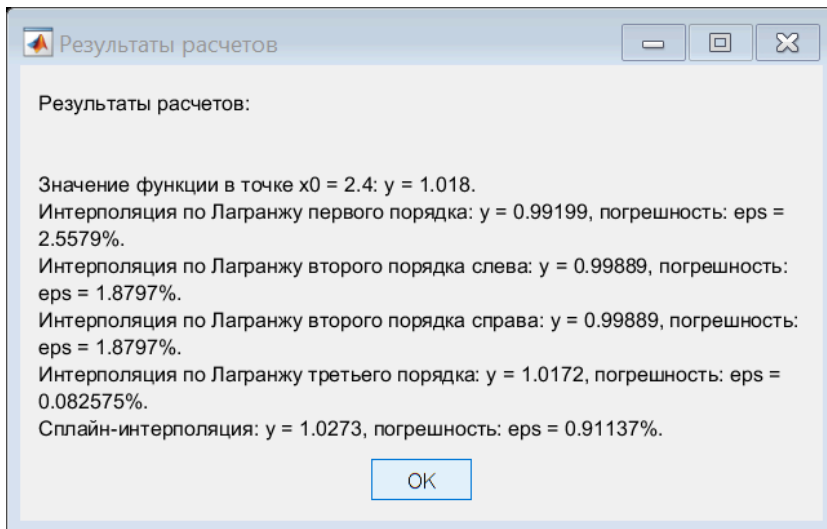 Результаты расчетов
Результаты расчетов:
Значение функции в точке x0 = 2.4: y = 1.018.
Интерполяция по Лагранжу первого порядка: y = 0.99199, погрешность: eps =
2.5579%.
Интерполяция по Лагранжу второго порядка слева: y = 0.99889, погрешность:
eps = 1.8797%.
Интерполяция по Лагранжу второго порядка справа: y = 0.99889, погрешность:
eps = 1.8797%.
Интерполяция по Лагранжу третьего порядка: y = 1.0172, погрешность: eps =
0.082575%.
Сплайн-интерполяция: y = 1.0273, погрешность: eps = 0.91137%.
OK